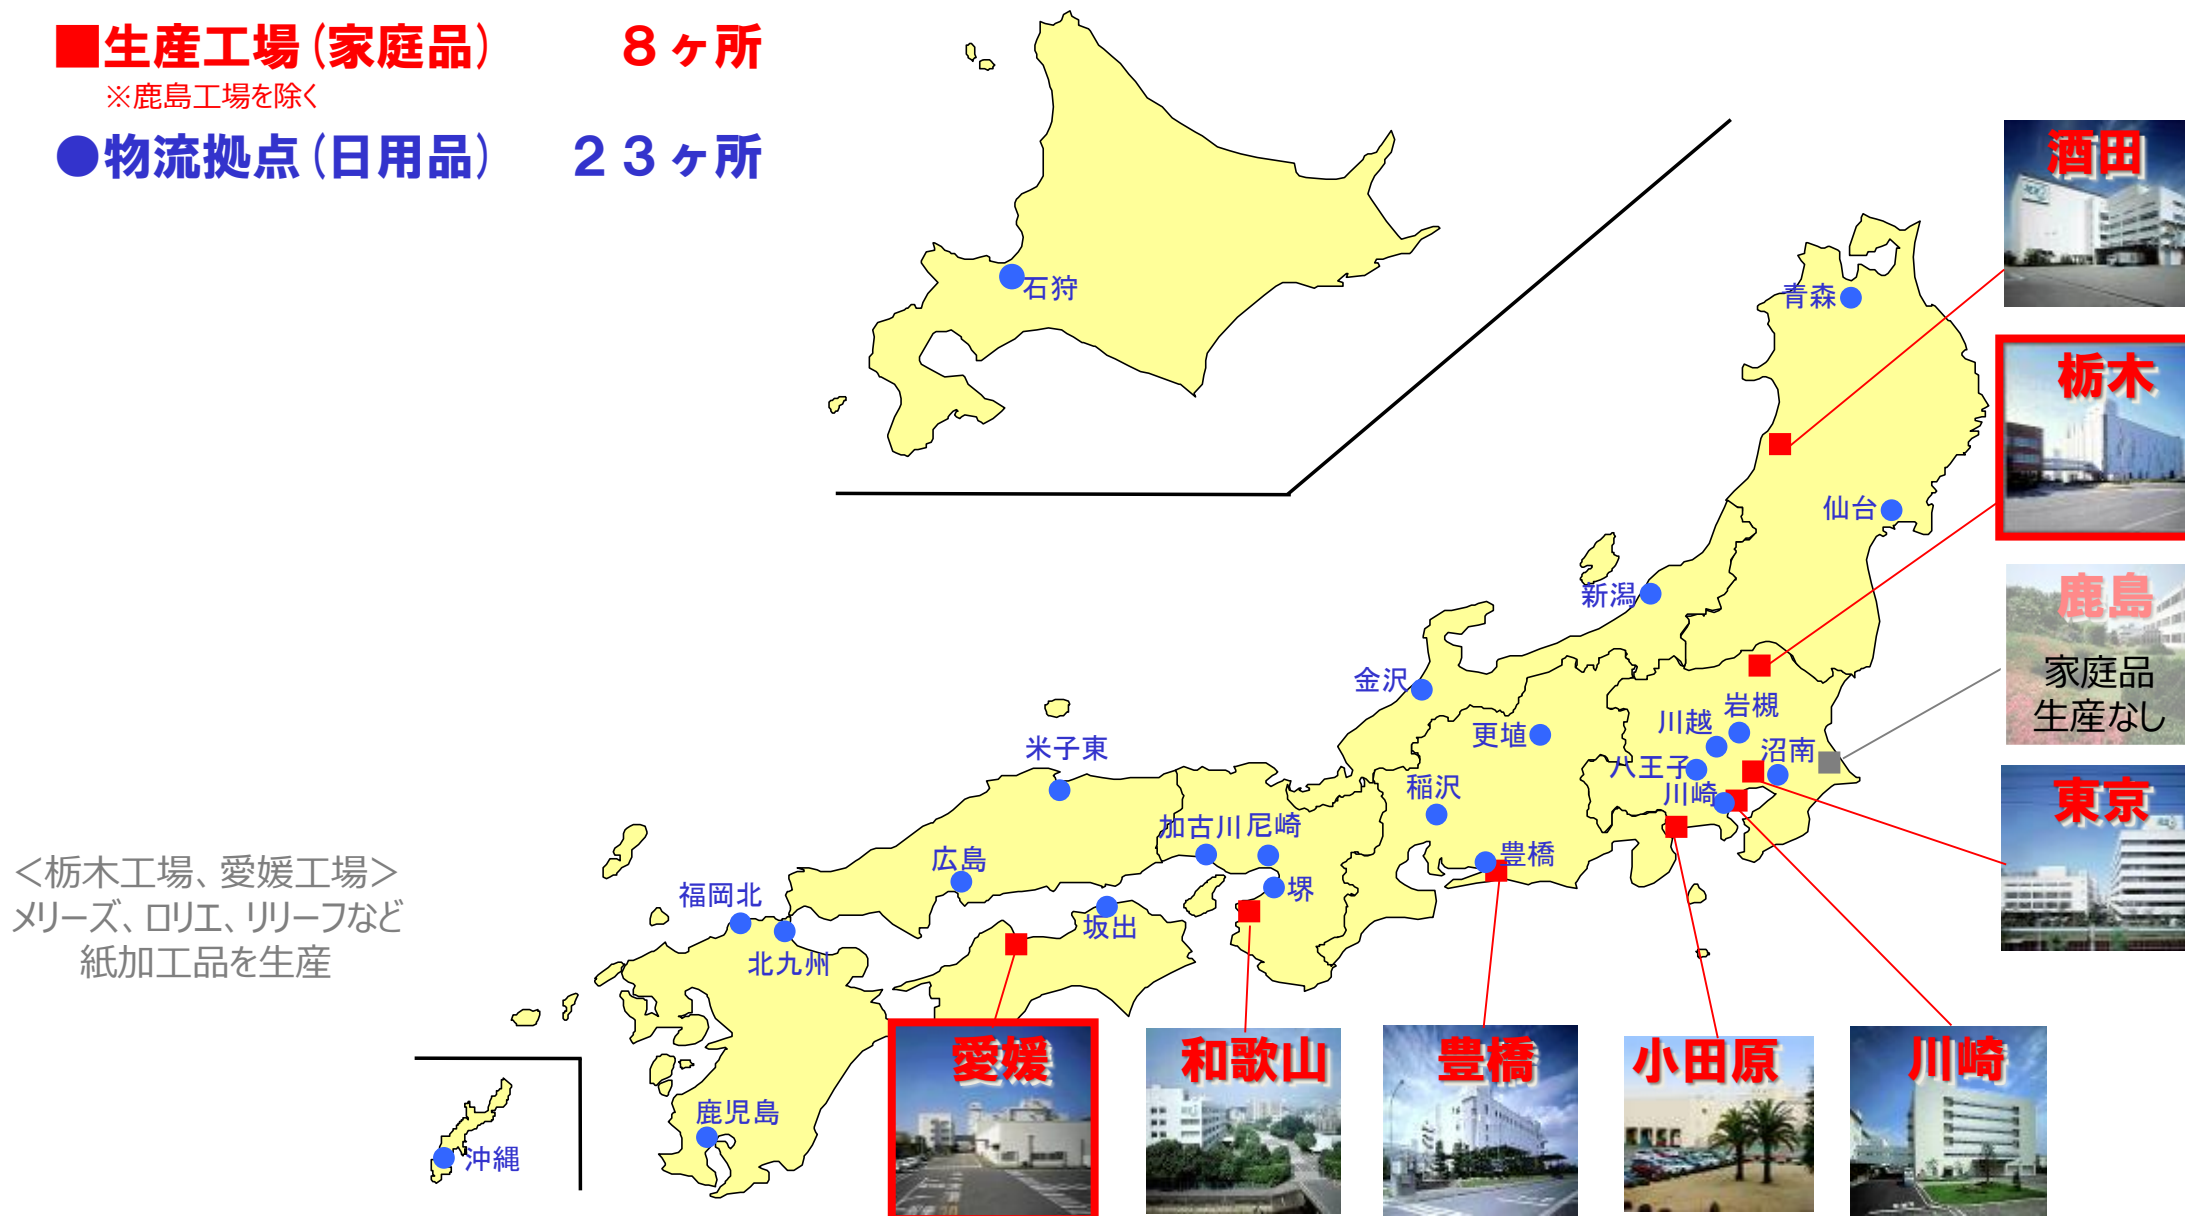 ■生産工場(家庭品) 8ヶ所
※鹿島工場を除く
●物流拠点(日用品) 23ヶ所
石狩
青森
仙台
新潟
金沢
更埴
岩槻
川越
沼南
八王子
川崎
稲沢
豊橋
米子東
加古川
尼崎
堺
広島
坂出
福岡北
北九州
鹿児島
沖縄
酒田
栃木
鹿島
家庭品
生産なし
東京
<栃木工場、愛媛工場>
メリーズ、ロリエ、リリーフなど
紙加工品を生産
愛媛
和歌山
豊橋
小田原
川崎